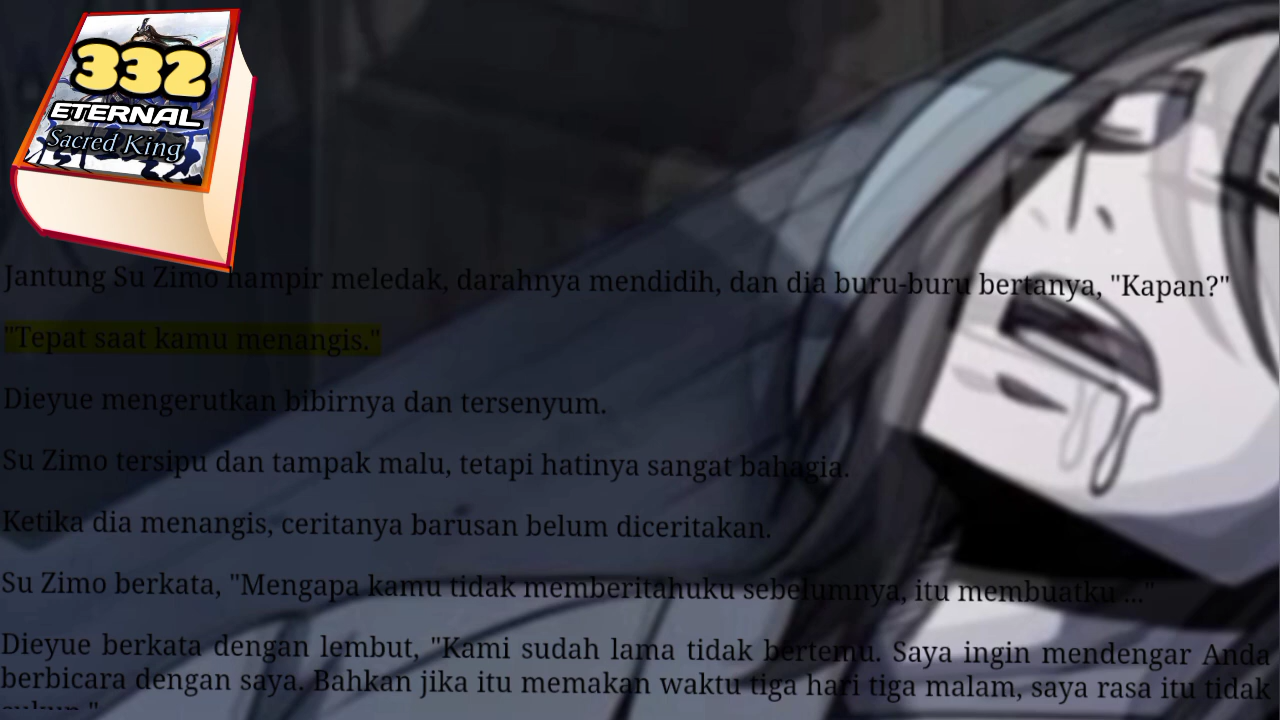 332
ETERNAL
Sacred King
Jantung Su Zimo hampir meledak, darahnya mendidih, dan dia buru-buru bertanya, "Kapan?"
"Tepat saat kamu menangis."
Dieyue mengerutkan bibirnya dan tersenyum.
Su Zimo tersipu dan tampak malu, tetapi hatinya sangat bahagia.
Ketika dia menangis, ceritanya barusan belum diceritakan.
Su Zimo berkata, "Mengapa kamu tidak memberitahuku sebelumnya, itu membuatku ..."
Dieyue berkata dengan lembut, "Kami sudah lama tidak bertemu. Saya ingin mendengar Anda
berbicara dengan saya. Bahkan jika itu memakan waktu tiga hari tiga malam, saya rasa itu tidak